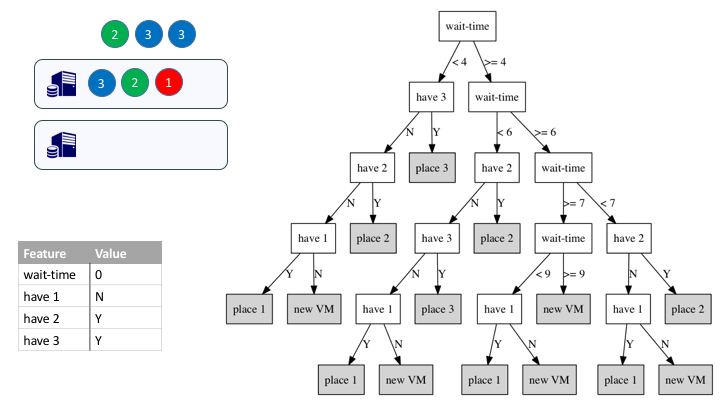 2 3 3
3 2 1
Feature Value
wait-time 0
have 1 N
have 2 Y
have 3 Y
wait-time
< 4 >= 4
have 3 wait-time
N Y < 6 >= 6
have 2 place 3 have 2 wait-time
N Y N Y >= 7 < 7
have 1 place 2 have 3 place 2 wait-time have 2
Y N N Y < 9 >= 9 N Y
place 1 new VM have 1 place 3 have 1 new VM have 1 place 2
Y N Y N Y N
place 1 new VM place 1 new VM place 1 new VM